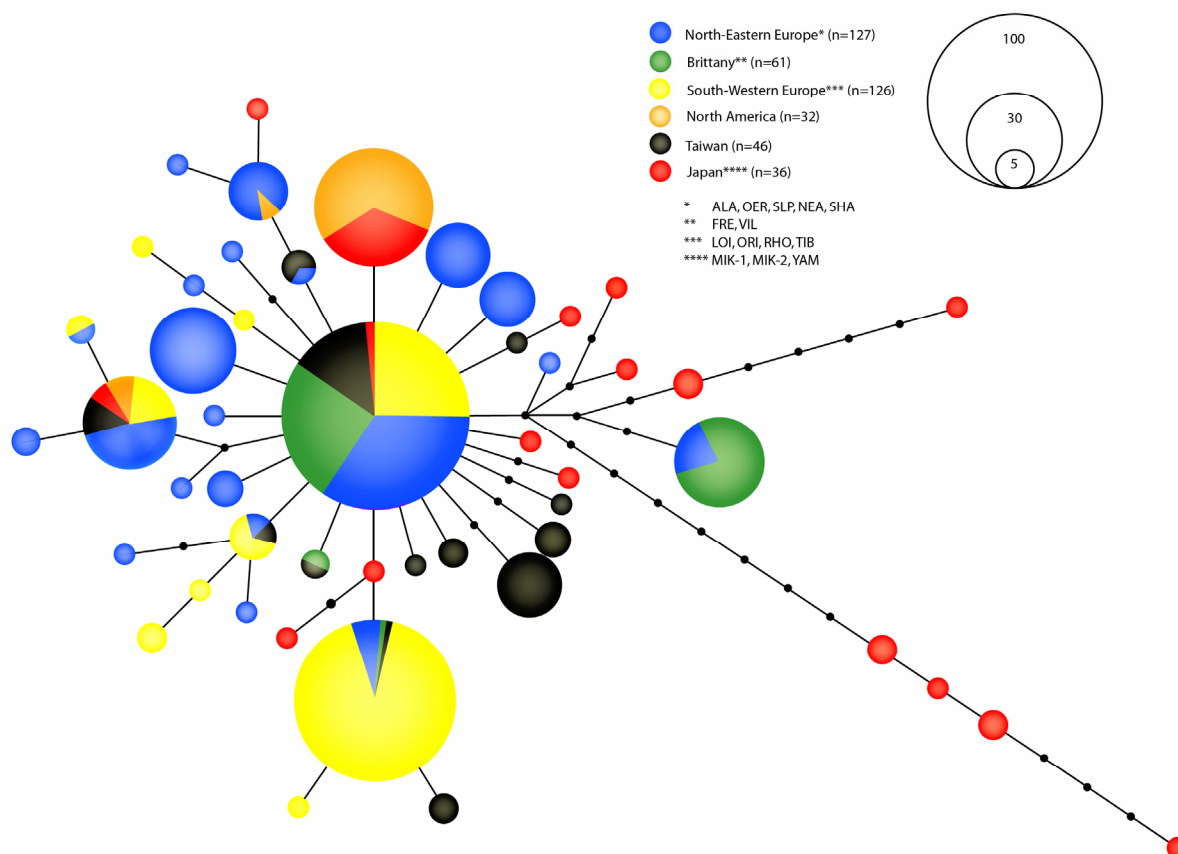 North-Eastern Europe* (n=127)
Brittany** (n=61)
South-Western Europe*** (n=126)
North America (n=32)
Taiwan (n=46)
Japan**** (n=36)
* ALA, OER, SLP, NEA, SHA
** FRE, VIL
*** LOI, ORI, RHO, TIB
**** MIK-1, MIK-2, YAM
100
30
5